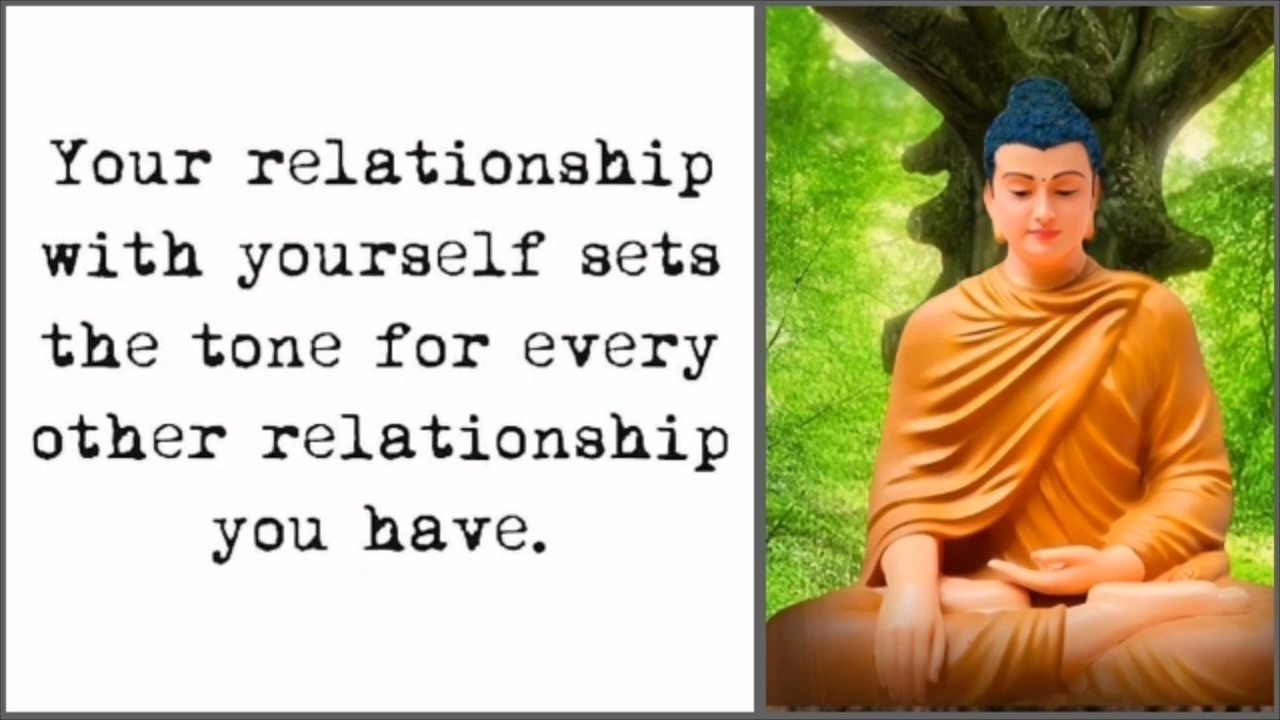 Your relationship
with yourself sets
the tone for every
other relationship
you have.